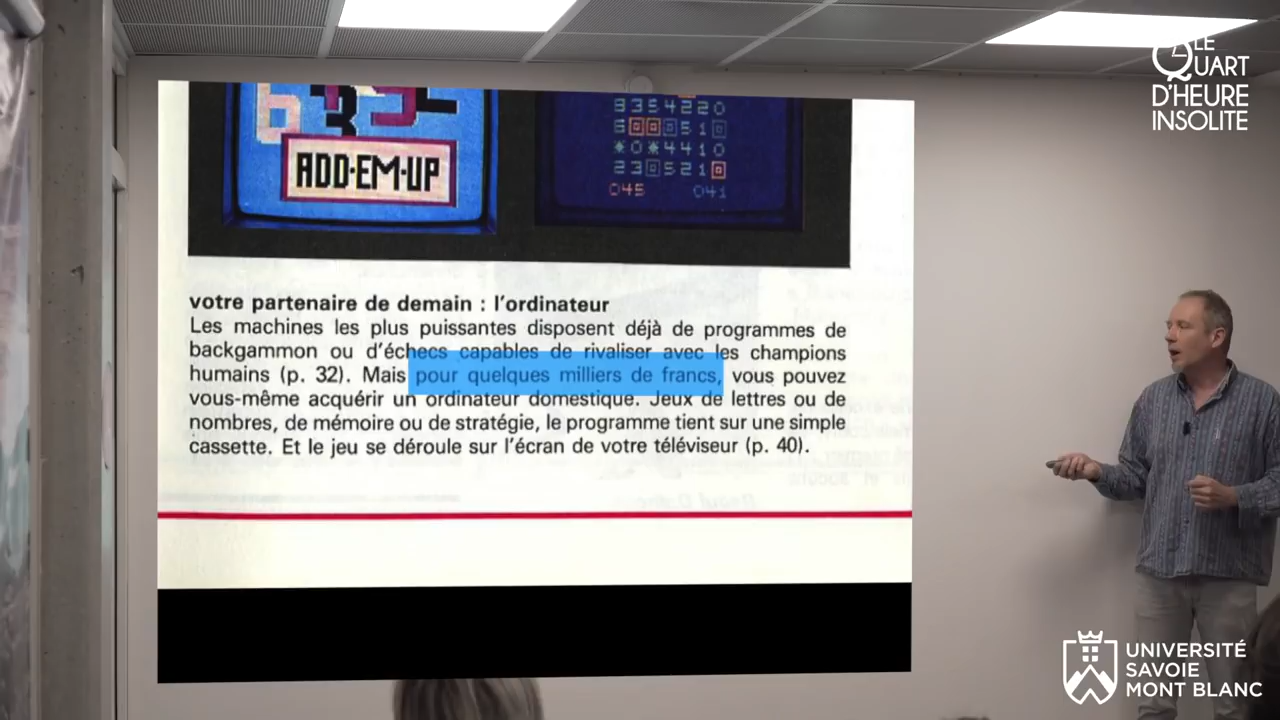 LE
QUART
D'HEURE
INSOLITE
6
ADD·EM·UP
8354220
51
0 4410
23 521
045 041
votre partenaire de demain : l'ordinateur
Les machines les plus puissantes disposent déjà de programmes de
backgammon ou d'échecs capables de rivaliser avec les champions
humains (p. 32). Mais pour quelques milliers de francs, vous pouvez
vous-même acquérir un ordinateur domestique. Jeux de lettres ou de
nombres, de mémoire ou de stratégie, le programme tient sur une simple
cassette. Et le jeu se déroule sur l'écran de votre téléviseur (p. 40).
UNIVERSITÉ
SAVOIE
MONT BLANC